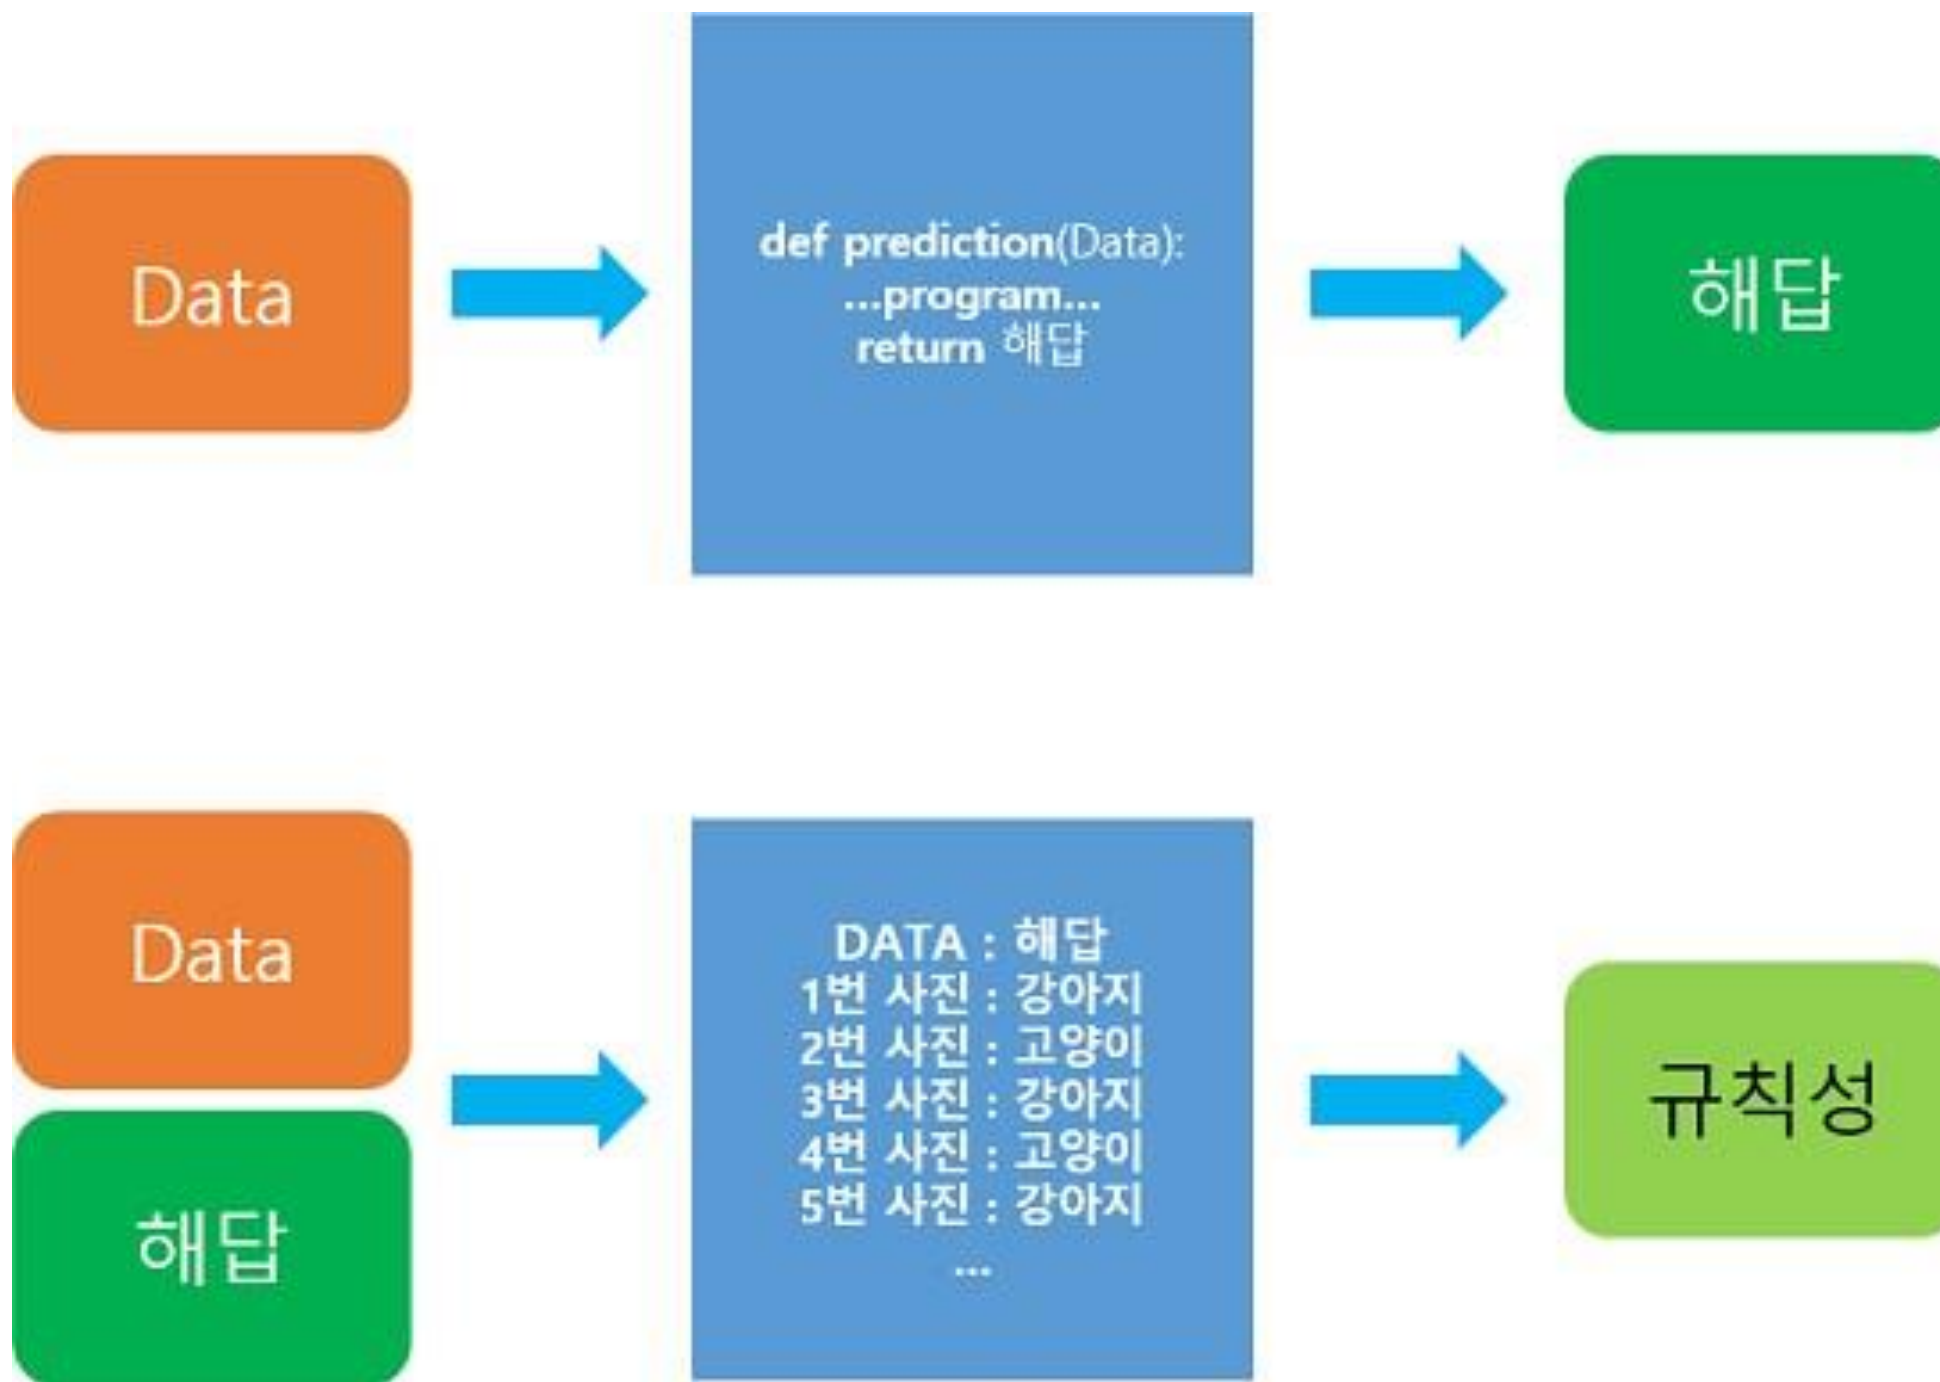 Data
def prediction(Data):
...program...
return 해답
해답
Data
해답
DATA : 해답
1번 사진 : 강아지
2번 사진 : 고양이
3번 사진 : 강아지
4번 사진 : 고양이
5번 사진 : 강아지
...
규칙성